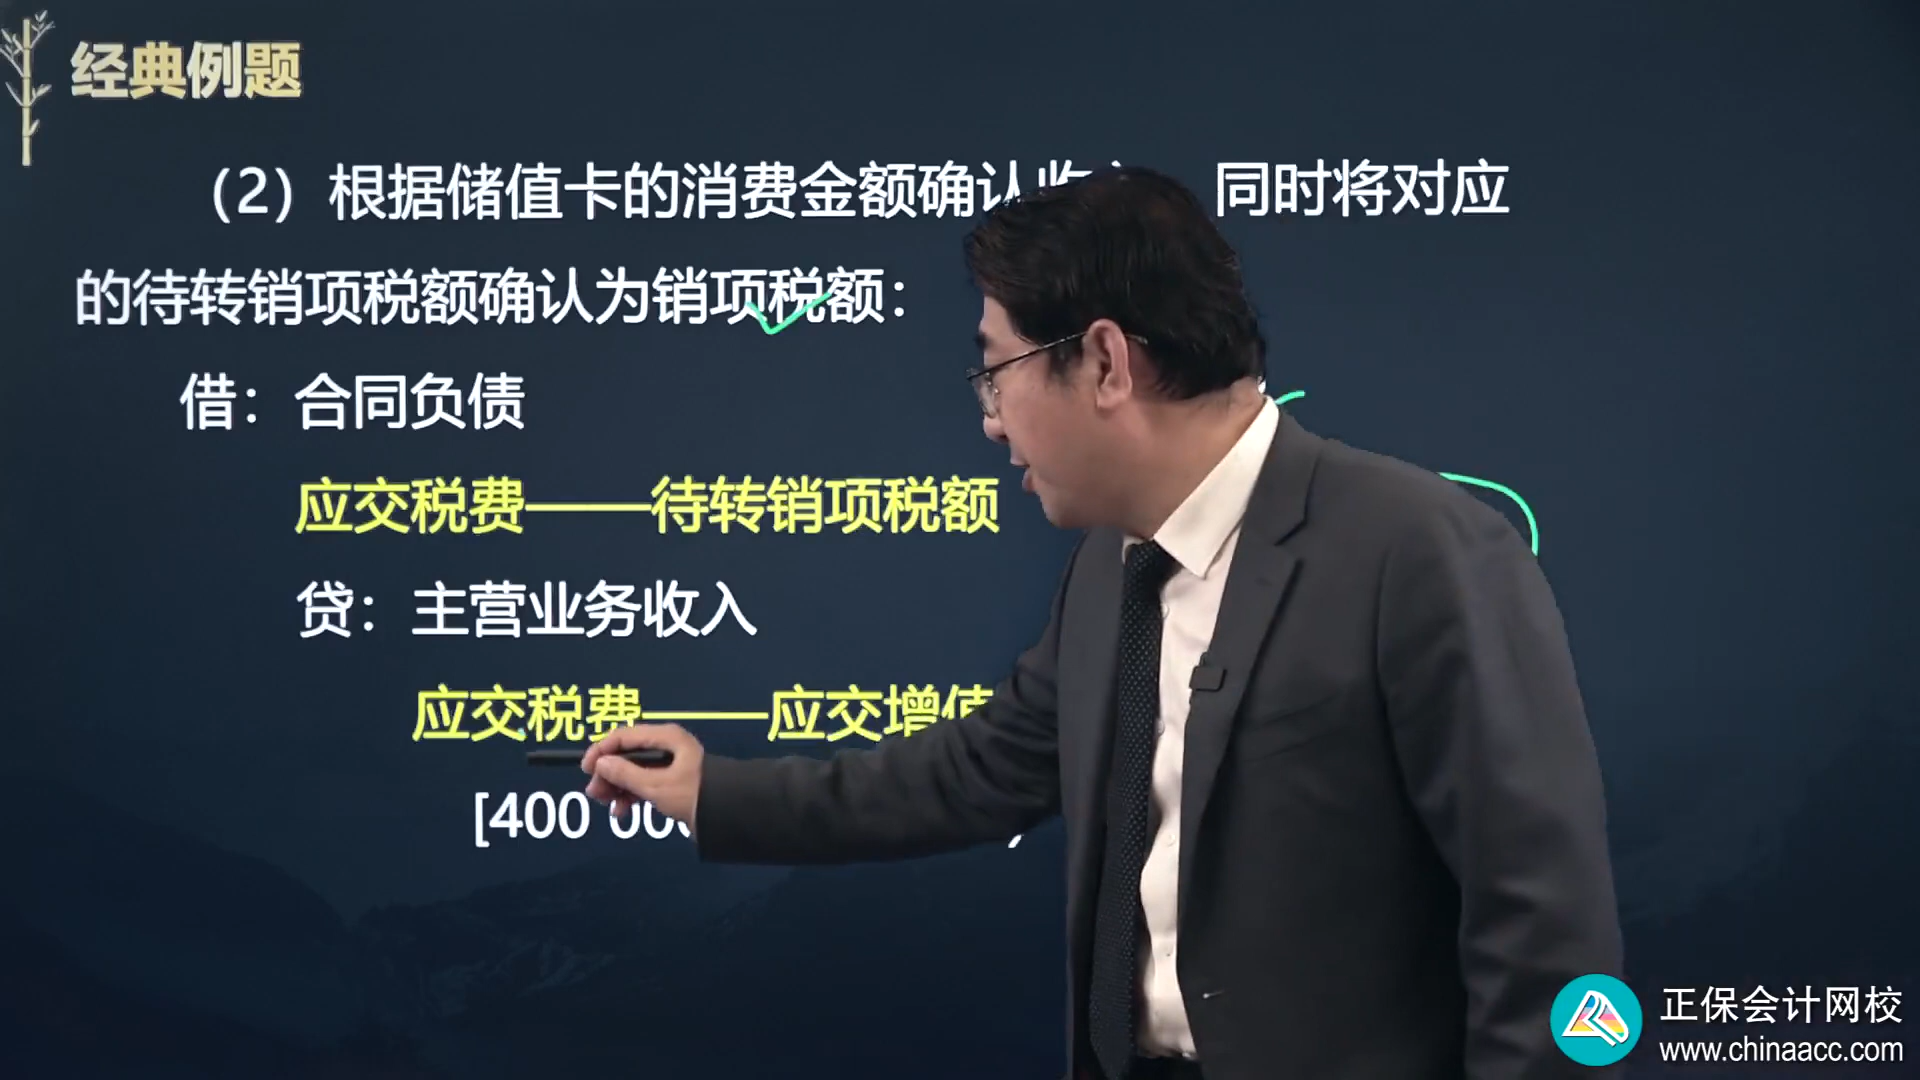 经典例题
（2）根据储值卡的消费金额确认 同时将对应
的待转销项税额确认为销项税额：
借：合同负债
应交税费——待转销项税额
贷：主营业务收入
应交税费——应交增值
[400 00
正保会计网校
www.chinaacc.com